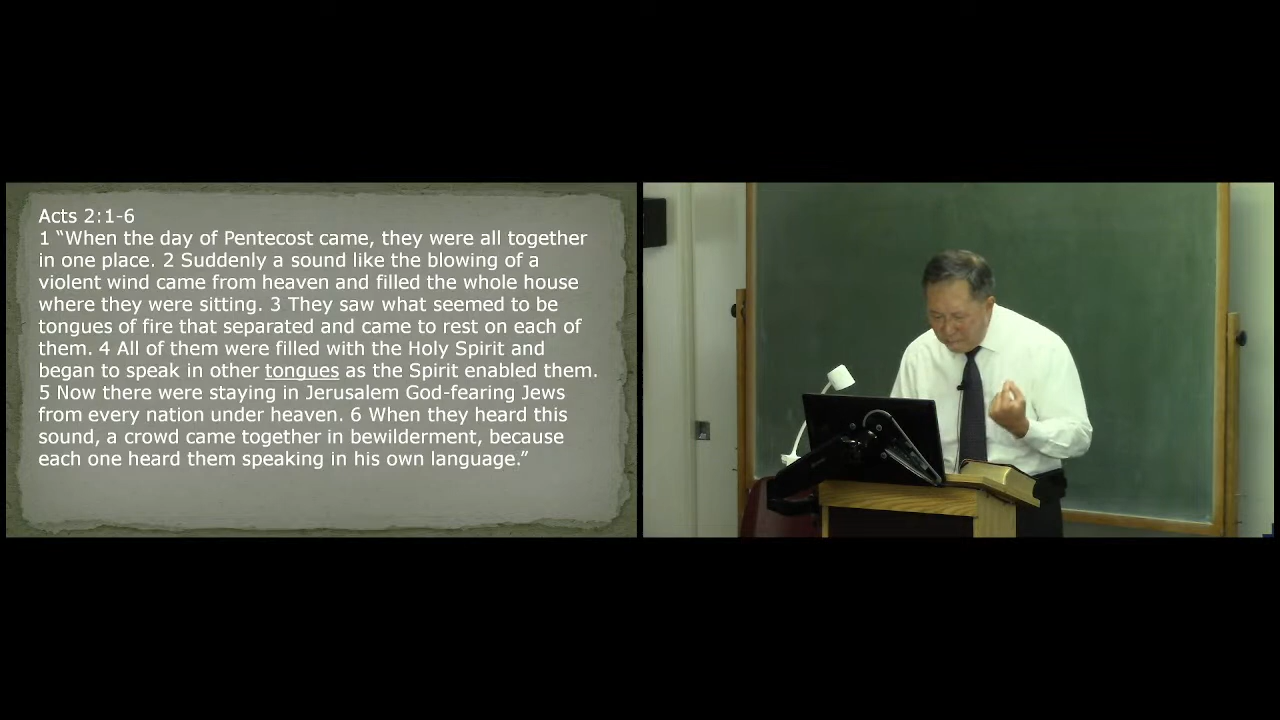 Acts 2:1-6
1 “When the day of Pentecost came, they were all together
in one place. 2 Suddenly a sound like the blowing of a
violent wind came from heaven and filled the whole house
where they were sitting. 3 They saw what seemed to be
tongues of fire that separated and came to rest on each of
them. 4 All of them were filled with the Holy Spirit and
began to speak in other tongues as the Spirit enabled them.
5 Now there were staying in Jerusalem God-fearing Jews
from every nation under heaven. 6 When they heard this
sound, a crowd came together in bewilderment, because
each one heard them speaking in his own language.”